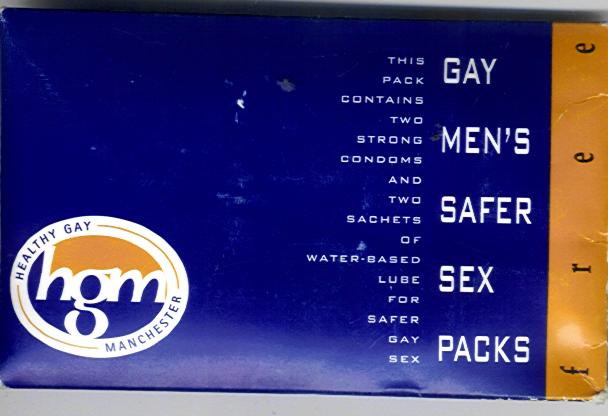 THIS
PACK
CONTAINS
TWO
STRONG
CONDOMS
AND
TWO
SACHETS
OF
WATER-BASED
LUBE
FOR
SAFER
GAY
SEX
GAY
MEN'S
SAFER
SEX
PACKS
free
HEALTHY GAY
hgm
MANCHESTER